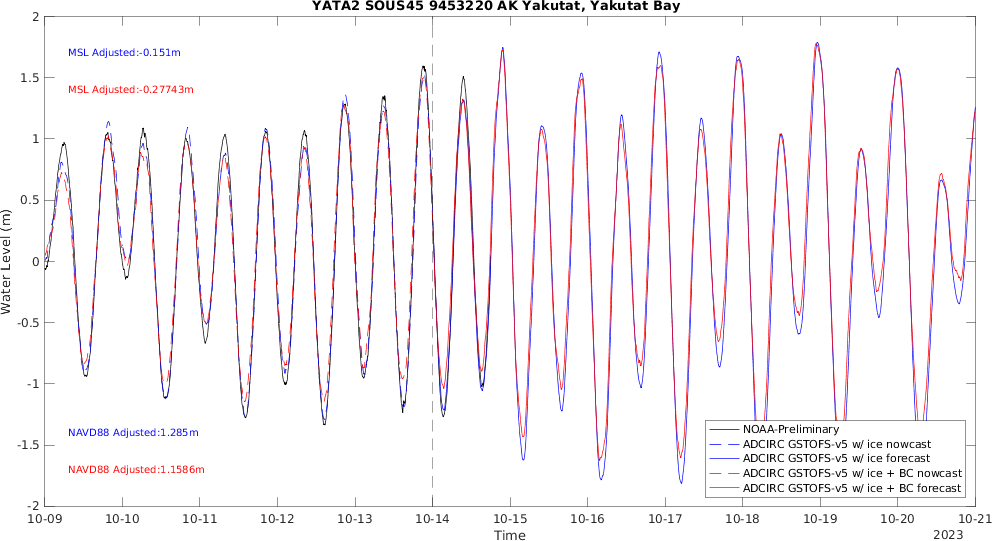 YATA2 SOUS45 9453220 AK Yakutat, Yakutat Bay
2
1.5
1
0.5
0
-0.5
-1
-1.5
-2
Water Level (m)
MSL Adjusted:-0.151m
MSL Adjusted:-0.27743m
NAVD88 Adjusted:1.285m
NAVD88 Adjusted:1.1586m
NOAA-Preliminary
ADCIRC GSTOFS-v5 w/ ice nowcast
ADCIRC GSTOFS-v5 w/ ice forecast
ADCIRC GSTOFS-v5 w/ ice + BC nowcast
ADCIRC GSTOFS-v5 w/ ice + BC forecast
10-09 10-10 10-11 10-12 10-13 10-14 10-15 10-16 10-17 10-18 10-19 10-20 10-21
Time
2023